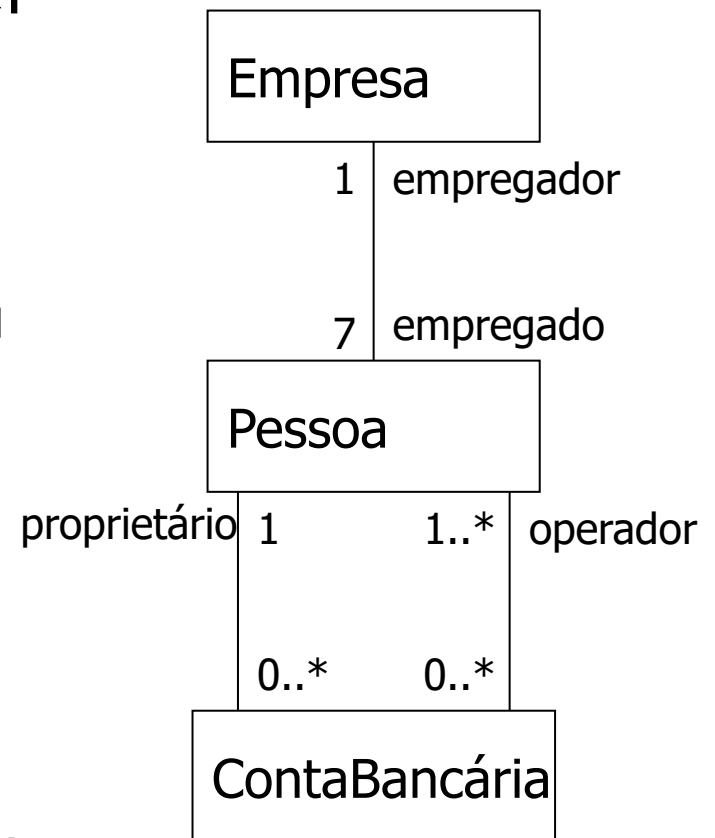 Empresa
1 empregador
7 empregado
Pessoa
proprietário 1 1..* operador
0..* 0..*
ContaBancária